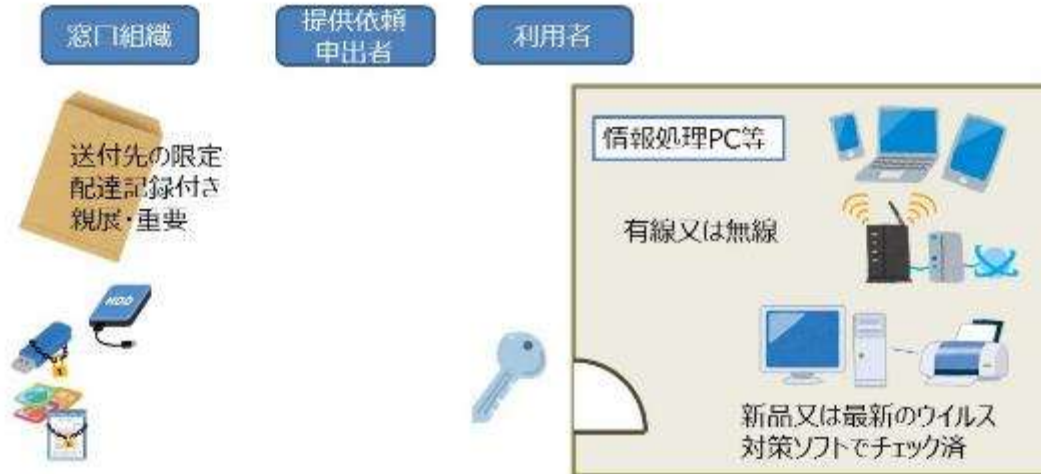 窓口組織
提供依頼
申出者
利用者
送付先の限定
配達記録付き
親展・重要
HDD
情報処理PC等
有線又は無線
新品又は最新のウイルス
対策ソフトでチェック済